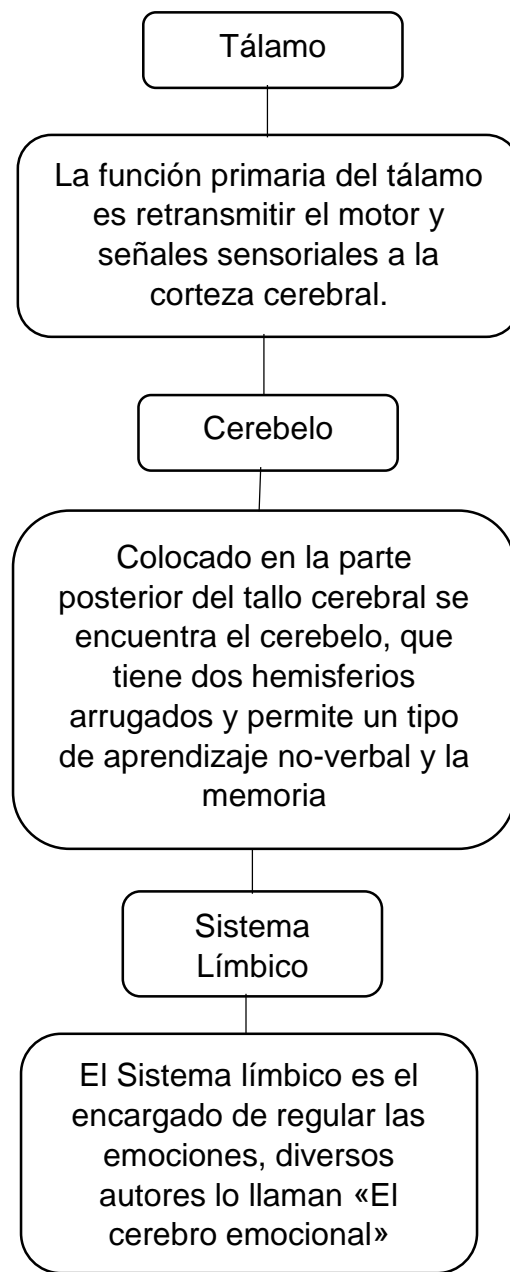 Tálamo
La función primaria del tálamo
es retransmitir el motor y
señales sensoriales a la
corteza cerebral.
Cerebelo
Colocado en la parte
posterior del tallo cerebral se
encuentra el cerebelo, que
tiene dos hemisferios
arrugados y permite un tipo
de aprendizaje no-verbal y la
memoria
Sistema
Límbico
El Sistema límbico es el
encargado de regular las
emociones, diversos
autores lo llaman «El
cerebro emocional»